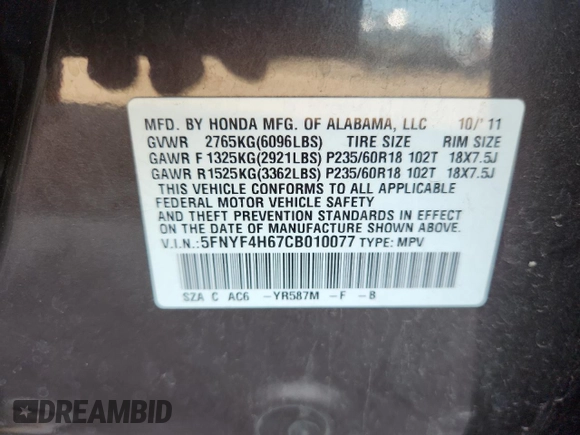 MFD. BY HONDA MFG. OF ALABAMA, LLC 10/'11
GVWR 2765KG(6096LBS) TIRE SIZE RIM SIZE
GAWR F 1325KG(2921LBS) P235/60R18 102T 18X7.5J
GAWR R1525KG(3362LBS) P235/60R18 102T 18X7.5J
THIS VEHICLE CONFORMS TO ALL APPLICABLE
FEDERAL MOTOR VEHICLE SAFETY
AND THEFT PREVENTION STANDARDS IN EFFECT
ON THE DATE OF MANUFACTURE SHOWN ABOVE.
V.I.N.:5FNYF4H67CB010077 TYPE: MPV
SZA C AC6 -YR587M -F -B
DREAMBID